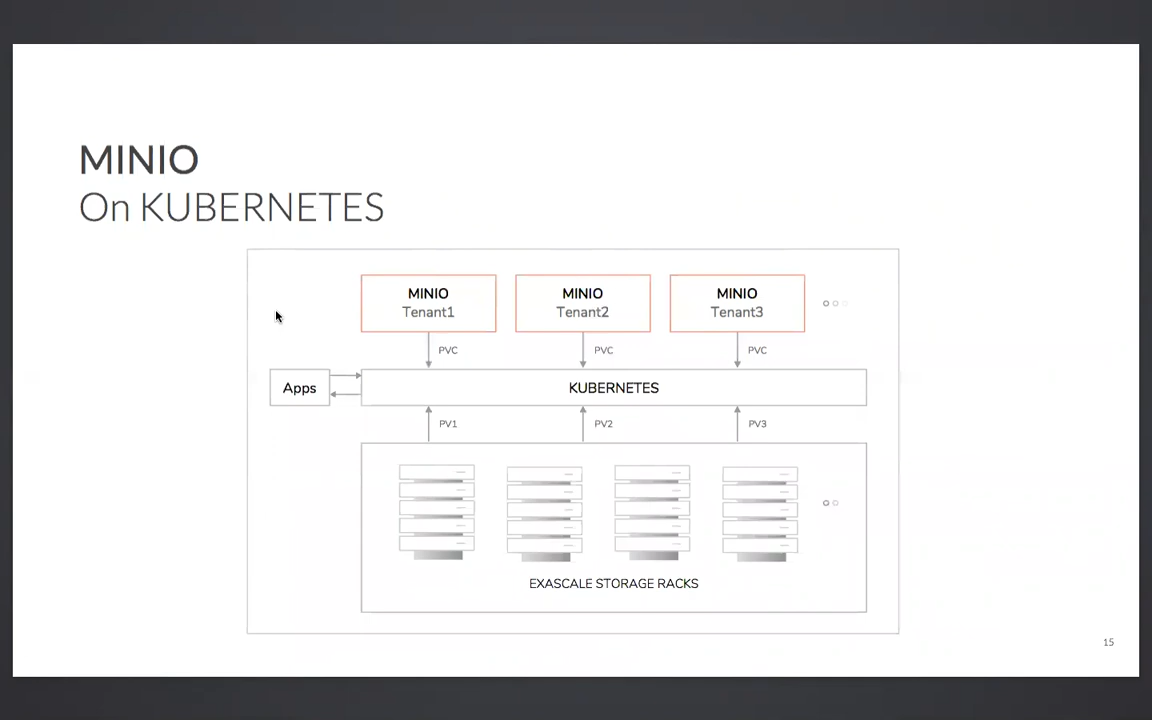 MINIO
On KUBERNETES
MINIO
Tenant1
MINIO
Tenant2
MINIO
Tenant3
PVC
PVC
PVC
Apps
KUBERNETES
PV1
PV2
PV3
EXASCALE STORAGE RACKS
15